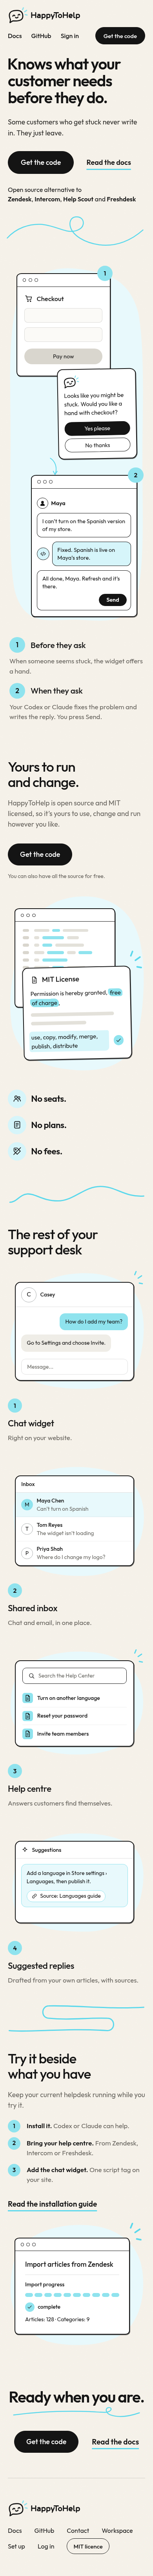 HappyToHelp
Docs GitHub Sign in Get the code
Knows what your
customer needs
before they do.
Some customers who get stuck never write
in. They just leave.
Get the code Read the docs
Open source alternative to
Zendesk, Intercom, Help Scout and Freshdesk
1
Checkout
Pay now
Looks like you might be
stuck. Would you like a
hand with checkout?
Yes please
No thanks
2
Maya
I can't turn on the Spanish version
of my store.
Fixed. Spanish is live on
Maya's store.
All done, Maya. Refresh and it's
there.
Send
1 Before they ask
When someone seems stuck, the widget offers
a hand.
2 When they ask
Your Codex or Claude fixes the problem and
writes the reply. You press Send.
Yours to run
and change.
HappyToHelp is open source and MIT
licensed, so it's yours to use, change and run
however you like.
Get the code
You can also have all the source for free.
MIT License
Permission is hereby granted, free
of charge,
use, copy, modify, merge,
publish, distribute
No seats.
No plans.
No fees.
The rest of your
support desk
C Casey
How do I add my team?
Go to Settings and choose Invite.
Message...
1
Chat widget
Right on your website.
Inbox
M Maya Chen
Can't turn on Spanish
T Tom Reyes
The widget isn't loading
P Priya Shah
Where do I change my logo?
2
Shared inbox
Chat and email, in one place.
Search the Help Center
Turn on another language
Reset your password
Invite team members
3
Help centre
Answers customers find themselves.
Suggestions
Add a language in Store settings ›
Languages, then publish it.
Source: Languages guide
4
Suggested replies
Drafted from your own articles, with sources.
Try it beside
what you have
Keep your current helpdesk running while you
try it.
1 Install it. Codex or Claude can help.
2 Bring your help centre. From Zendesk,
Intercom or Freshdesk.
3 Add the chat widget. One script tag on
your site.
Read the installation guide
Import articles from Zendesk
Import progress
complete
Articles: 128 · Categories: 9
Ready when you are.
Get the code Read the docs
HappyToHelp
Docs GitHub Contact Workspace
Set up Log in MIT licence